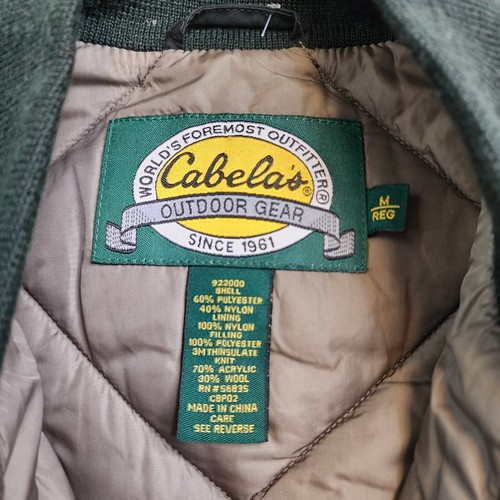 WORLD'S FOREMOST OUTFITTER®
Cabela's®
OUTDOOR GEAR
SINCE 1961
M
REG
922000
SHELL
60% POLYESTER
40% NYLON
LINING
100% NYLON
FILLING
100% POLYESTER
3M THINSULATE
KNIT
70% ACRYLIC
30% WOOL
RN#56835
CBP02
MADE IN CHINA
CARE
SEE REVERSE